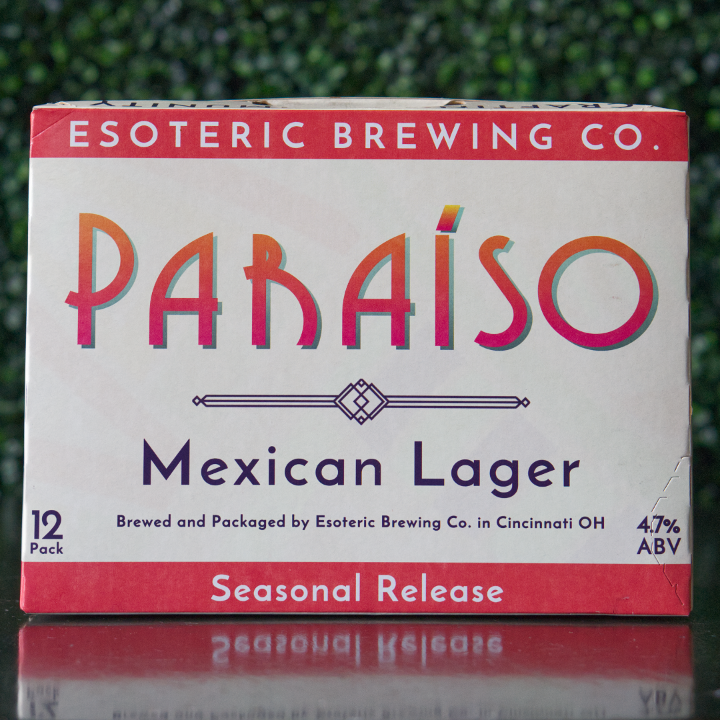 ESOTERIC BREWING CO.
PARAÍSO
Mexican Lager
12
Pack
Brewed and Packaged by Esoteric Brewing Co. in Cincinnati OH
4.7%
ABV
Seasonal Release